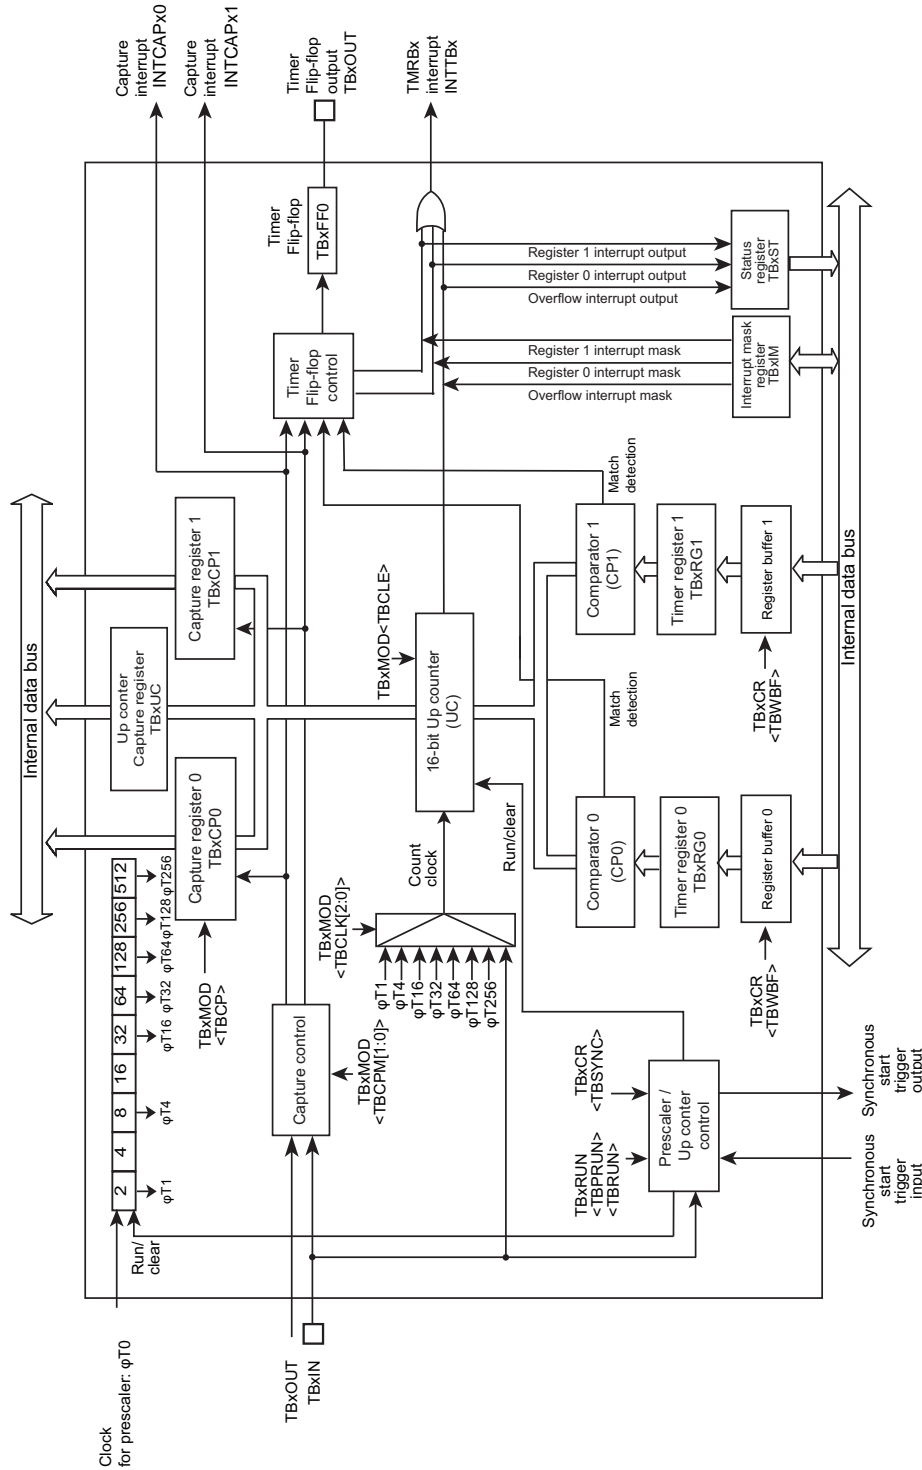 Clock
for prescaler: φT0
Run/
clear
2
4
8
16
32
64
128
256
512
φT1
φT4
φT16
φT32
φT64
φT128
φT256
Internal data bus
TBxMOD
<TBCP>
Capture register 0
TBxCP0
Up conter
Capture register
TBxUC
Capture register 1
TBxCP1
Capture
interrupt
INTCAPx0
Capture
interrupt
INTCAPx1
TBxOUT
TBxIN
Capture control
TBxMOD
<TBCPM[1:0]>
TBxMOD
<TBCLK[2:0]>
φT1
φT4
φT16
φT32
φT64
φT128
φT256
Count
clock
TBxMOD<TBCLE>
16-bit Up counter
(UC)
Run/clear
Timer
Flip-flop
control
Timer
Flip-flop
TBxFF0
Timer
Flip-flop
output
TBxOUT
TMRBx
interrupt
INTTBx
Register 1 interrupt output
Register 0 interrupt output
Overflow interrupt output
Register 1 interrupt mask
Register 0 interrupt mask
Overflow interrupt mask
Status
register
TBxST
Interrupt mask
register
TBxIM
TBxRUN
<TBPRUN>
<TBRUN>
TBxCR
<TBSYNC>
Prescaler /
Up conter
control
Match
detection
Match
detection
Comparator 0
(CP0)
Comparator 1
(CP1)
Timer register 0
TBxRG0
Timer register 1
TBxRG1
Register buffer 0
Register buffer 1
TBxCR
<TBWBF>
TBxCR
<TBWBF>
Internal data bus
Synchronous
start
trigger
input
Synchronous
start
trigger
output